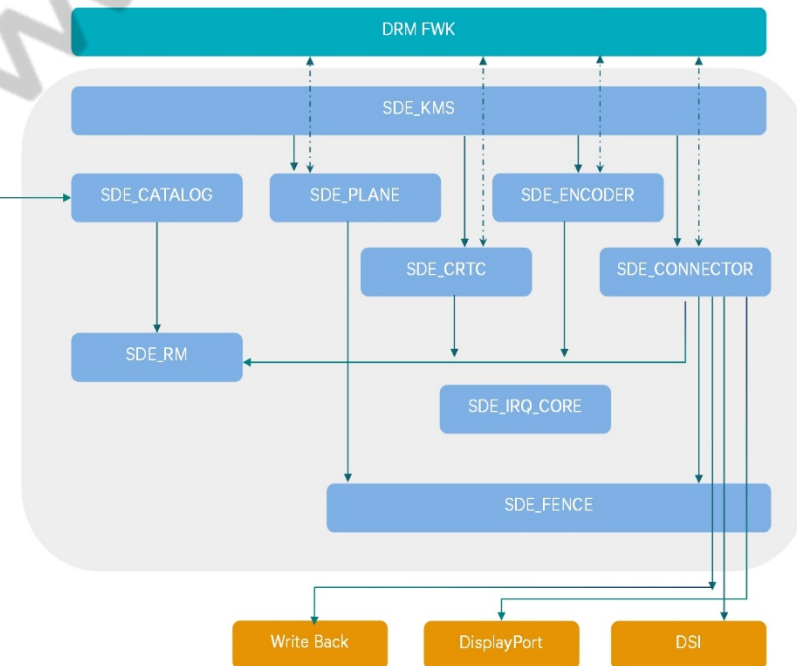 DRM FWK
SDE_KMS
SDE_CATALOG
SDE_PLANE
SDE_ENCODER
SDE_CRTC
SDE_CONNECTOR
SDE_RM
SDE_IRQ_CORE
SDE_FENCE
Write Back
DisplayPort
DSI